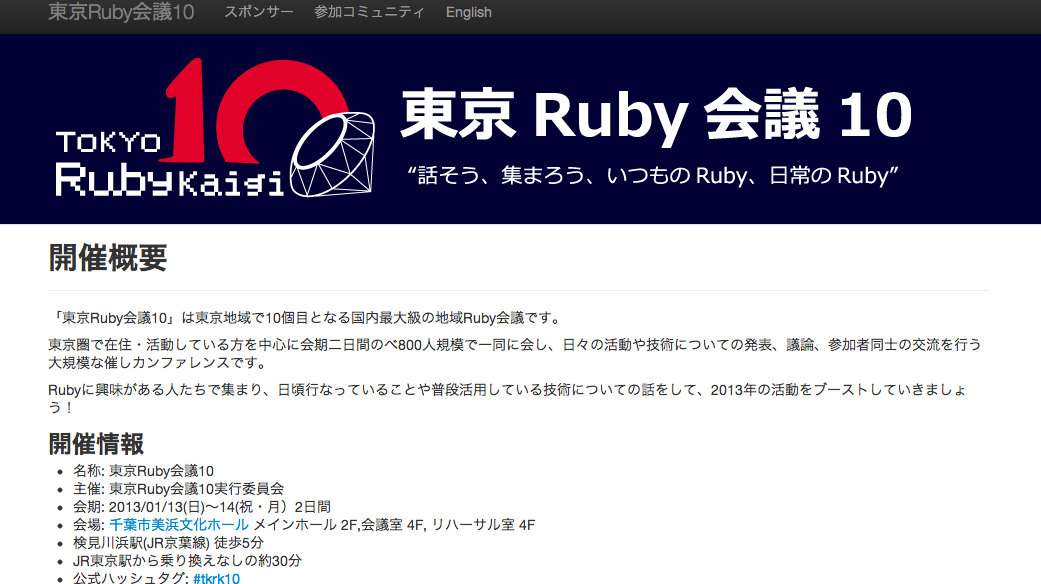 東京Ruby会議10 スポンサー 参加コミュニティ English
TOKYO 10
RubyKaigi
東京 Ruby 会議 10
“話そう、集まろう、いつもの Ruby、日常の Ruby”
開催概要
「東京Ruby会議10」は東京地域で10個目となる国内最大級の地域Ruby会議です。
東京圏で在住・活動している方を中心に会期二日間のべ800人規模で一同に会し、日々の活動や技術についての発表、議論、参加者同士の交流を行う
大規模な催しカンファレンスです。
Rubyに興味がある人たちで集まり、日頃行なっていることや普段活用している技術についての話をして、2013年の活動をブーストしていきましょ
う！
開催情報
名称: 東京Ruby会議10
主催: 東京Ruby会議10実行委員会
会期: 2013/01/13(日)〜14(祝・月）2日間
会場: 千葉市美浜文化ホール メインホール 2F,会議室 4F, リハーサル室 4F
検見川浜駅(JR京葉線) 徒歩5分
JR東京駅から乗り換えなしの約30分
公式ハッシュタグ: #tkrk10